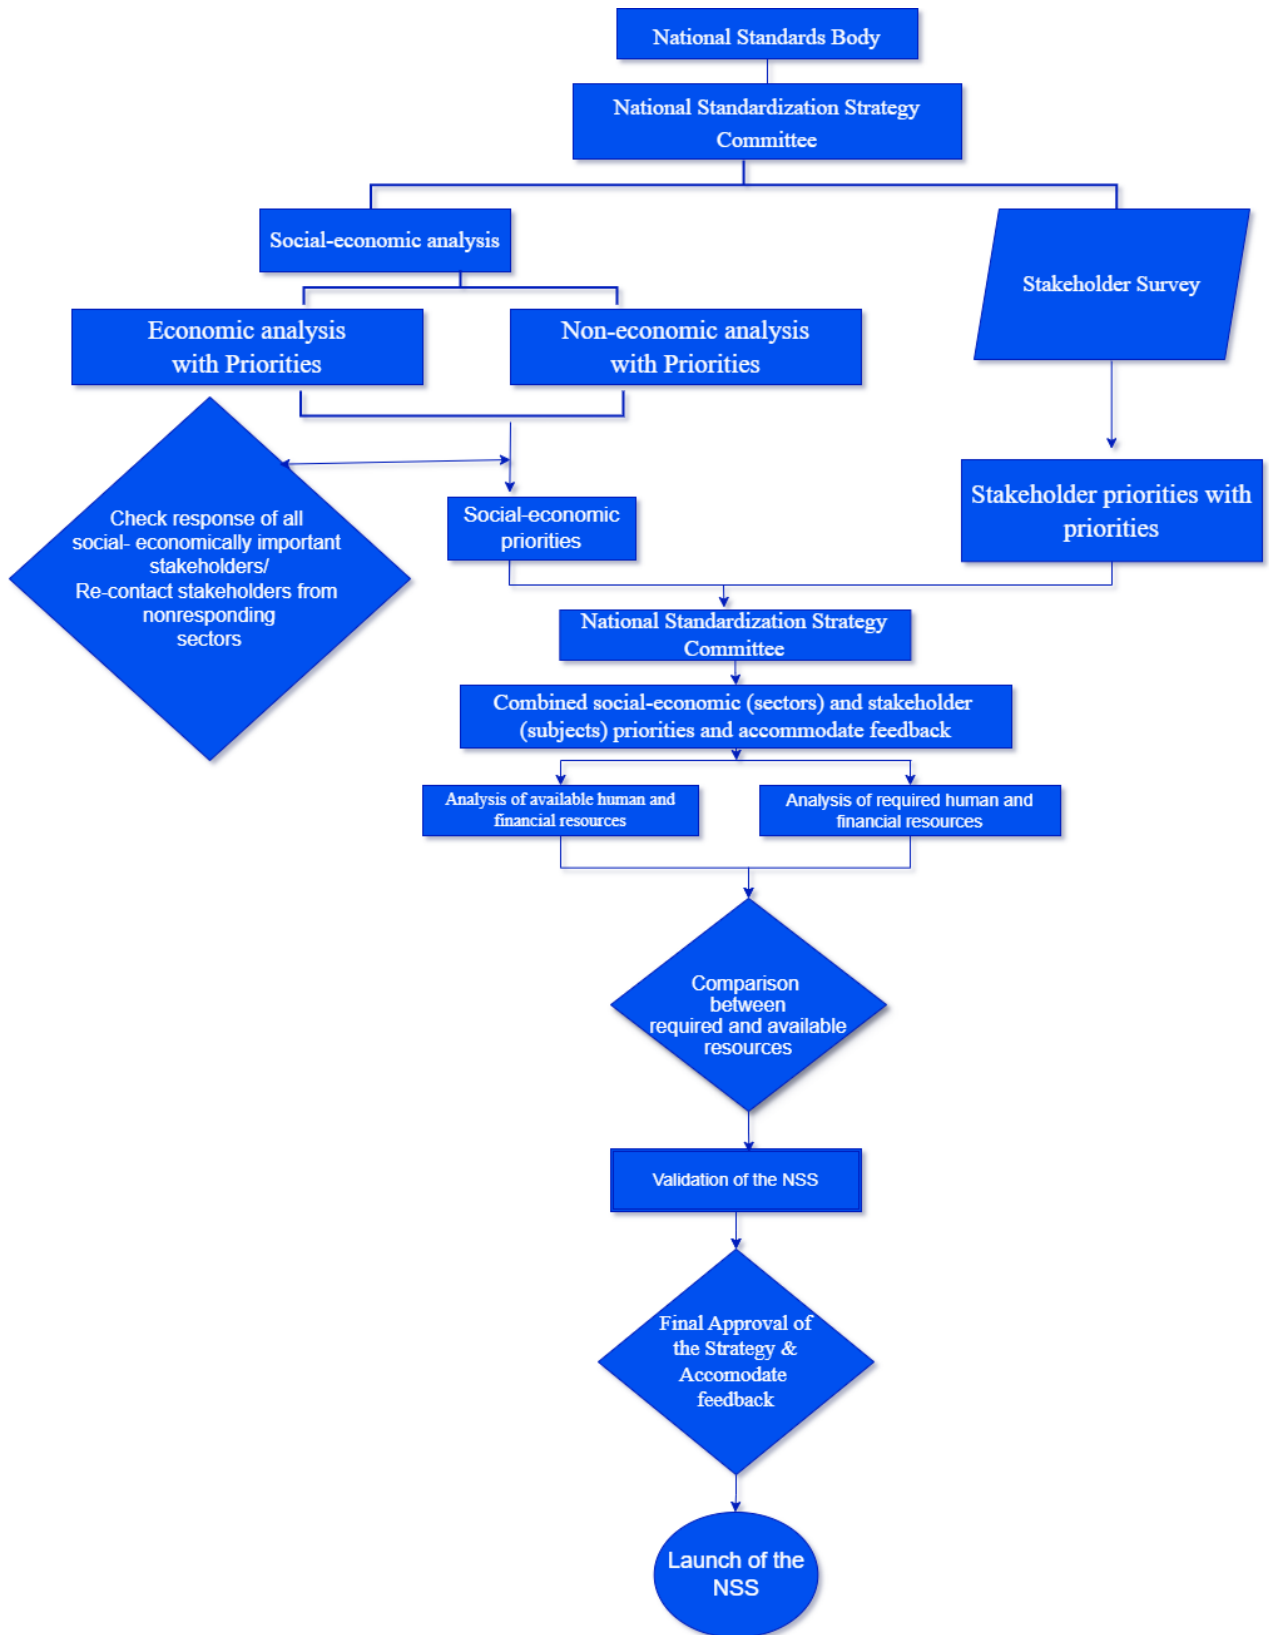 National Standards Body
National Standardization Strategy
Committee
Social-economic analysis
Stakeholder Survey
Economic analysis
with Priorities
None-economic analysis
with Priorities
Check response of all
social- economically important
stakeholders/
Re-contact stakeholders from
nonresponding
sectors
Social-economic
priorities
Stakeholder priorities with
priorities
National Standardization Strategy
Committee
Combined social-economic (sectors) and stakeholder
(subjects) priorities and accommodate feedback
Analysis of available human and
financial resources
Analysis of required human and
financial resources
Comparison
between
required and available
resources
Validation of the NSS
Final Approval of
the Strategy &
Accomodate
feedback
Launch of the
NSS